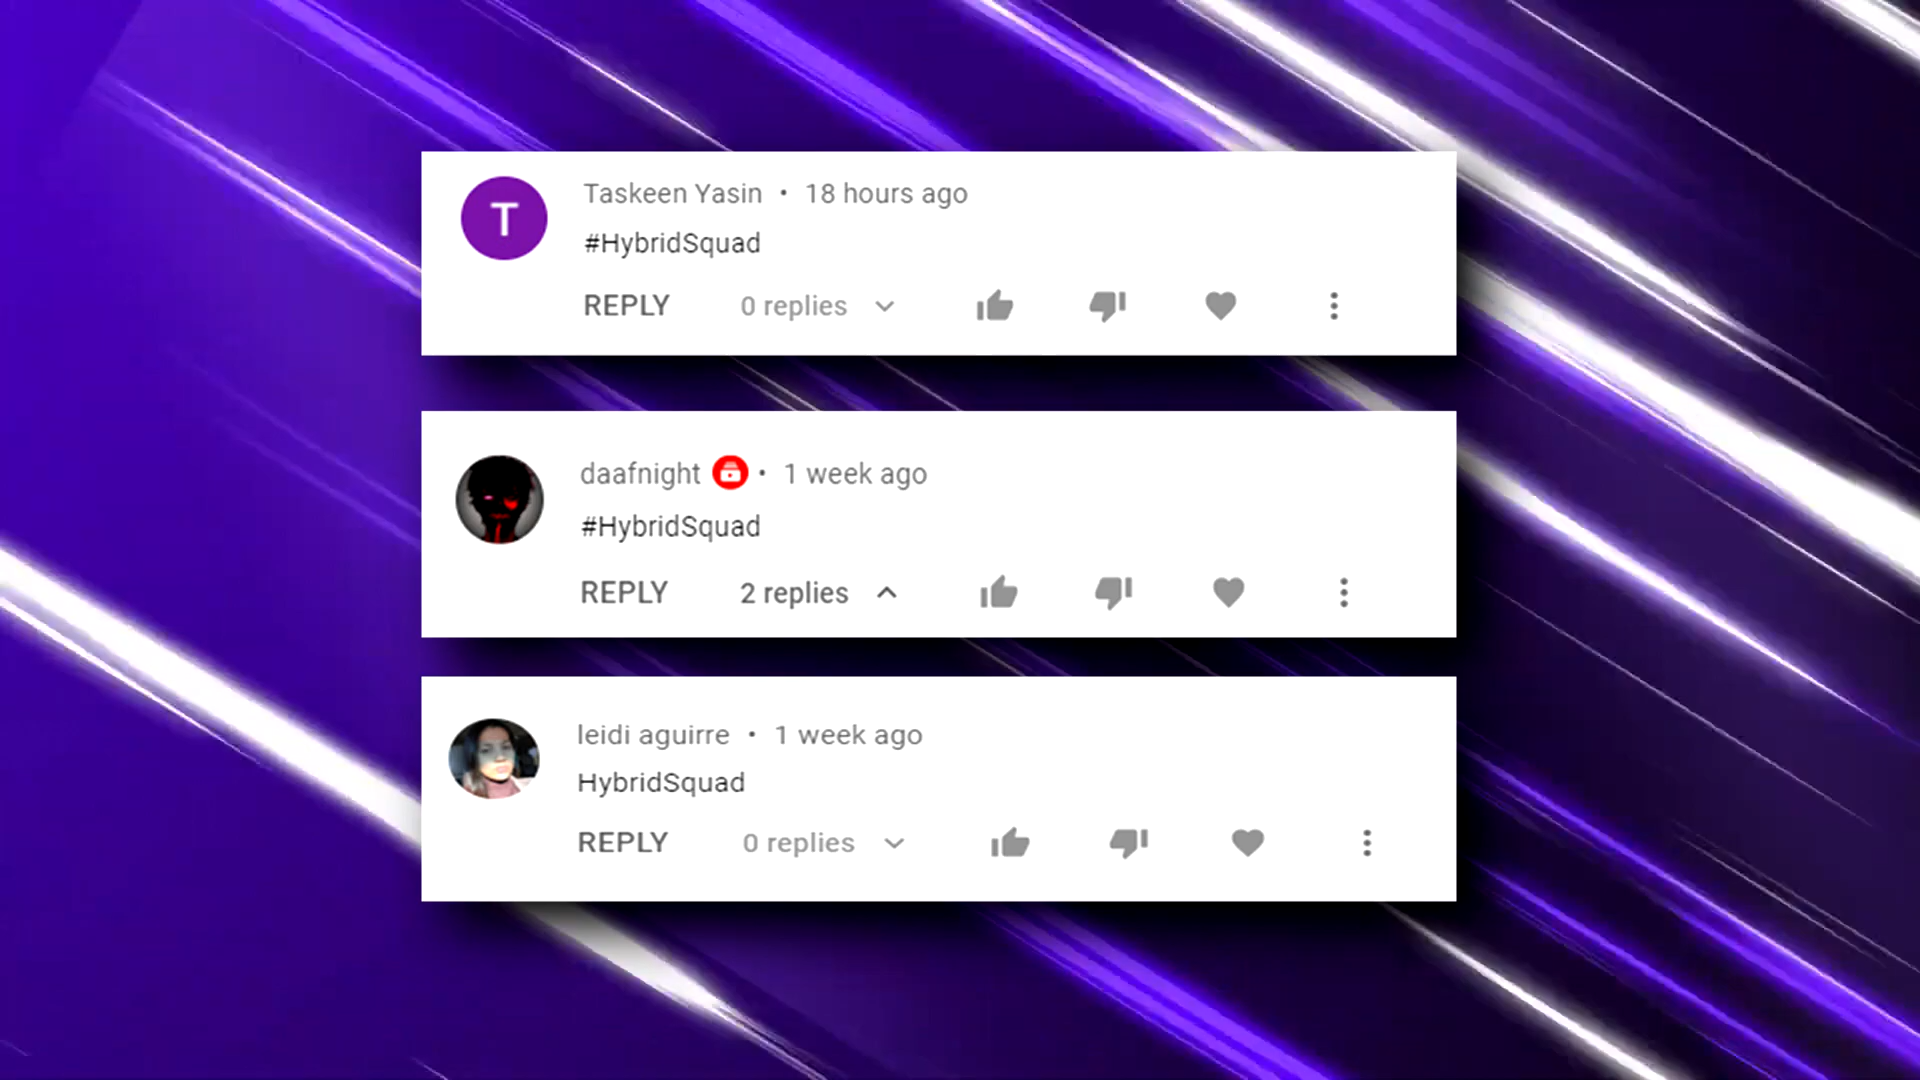 T
Taskeen Yasin • 18 hours ago
#HybridSquad
REPLY 0 replies
daafnight • 1 week ago
#HybridSquad
REPLY 2 replies
leidi aguirre • 1 week ago
HybridSquad
REPLY 0 replies